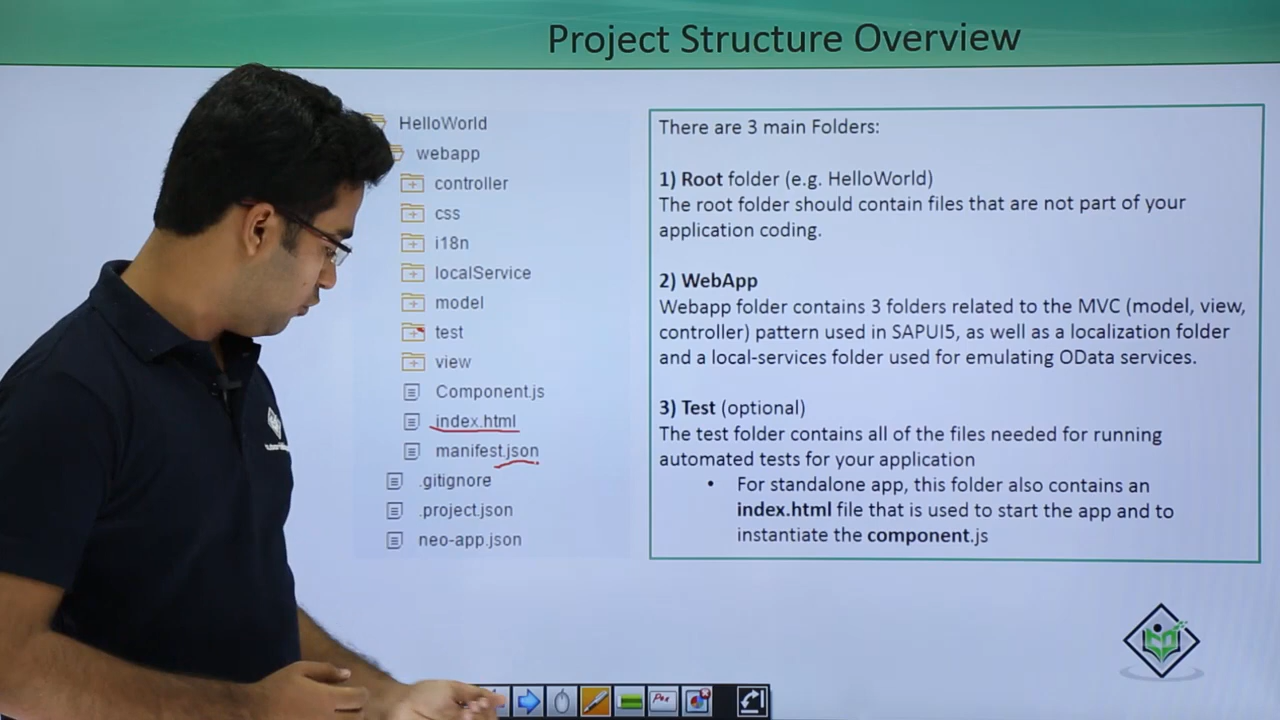 Project Structure Overview
HelloWorld
webapp
controller
css
i18n
localService
model
test
view
Component.js
index.html
manifest.json
.gitignore
.project.json
neo-app.json
There are 3 main Folders:
1) Root folder (e.g. HelloWorld)
The root folder should contain files that are not part of your
application coding.
2) WebApp
Webapp folder contains 3 folders related to the MVC (model, view,
controller) pattern used in SAPUI5, as well as a localization folder
and a local-services folder used for emulating OData services.
3) Test (optional)
The test folder contains all of the files needed for running
automated tests for your application
• For standalone app, this folder also contains an
index.html file that is used to start the app and to
instantiate the component.js